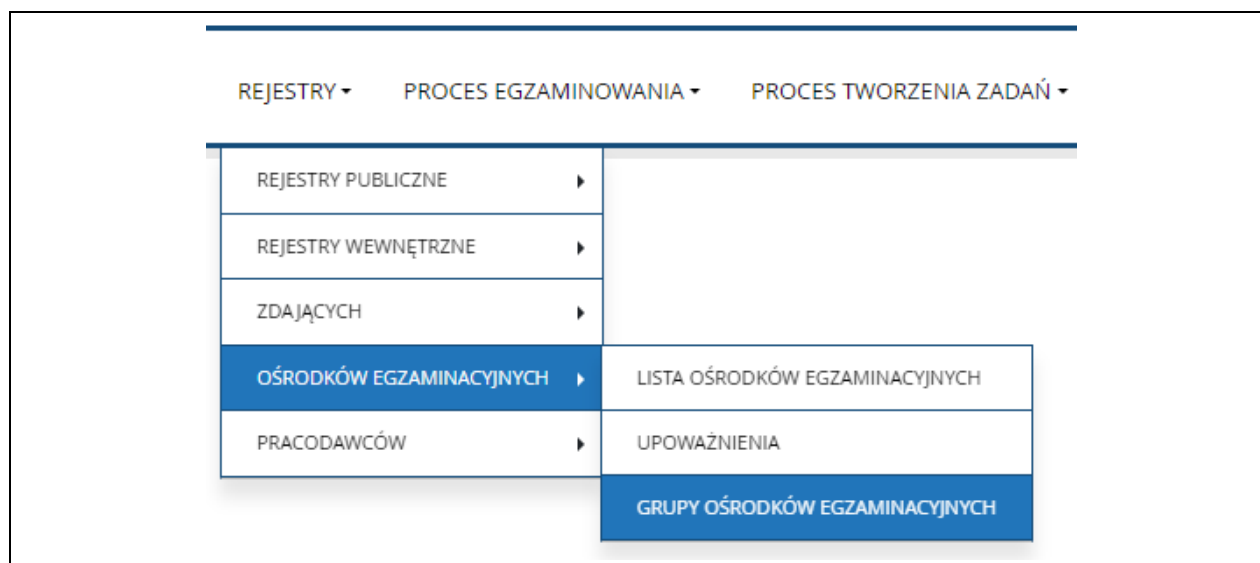 REJESTRY PROCES EGZAMINOWANIA PROCES TWORZENIA ZADAŃ
REJESTRY PUBLICZNE
REJESTRY WEWNĘTRZNE
ZDAJĄCYCH
OŚRODKÓW EGZAMINACYJNYCH LISTA OŚRODKÓW EGZAMINACYJNYCH
PRACODAWCÓW UPOWAŻNIENIA
GRUPY OŚRODKÓW EGZAMINACYJNYCH